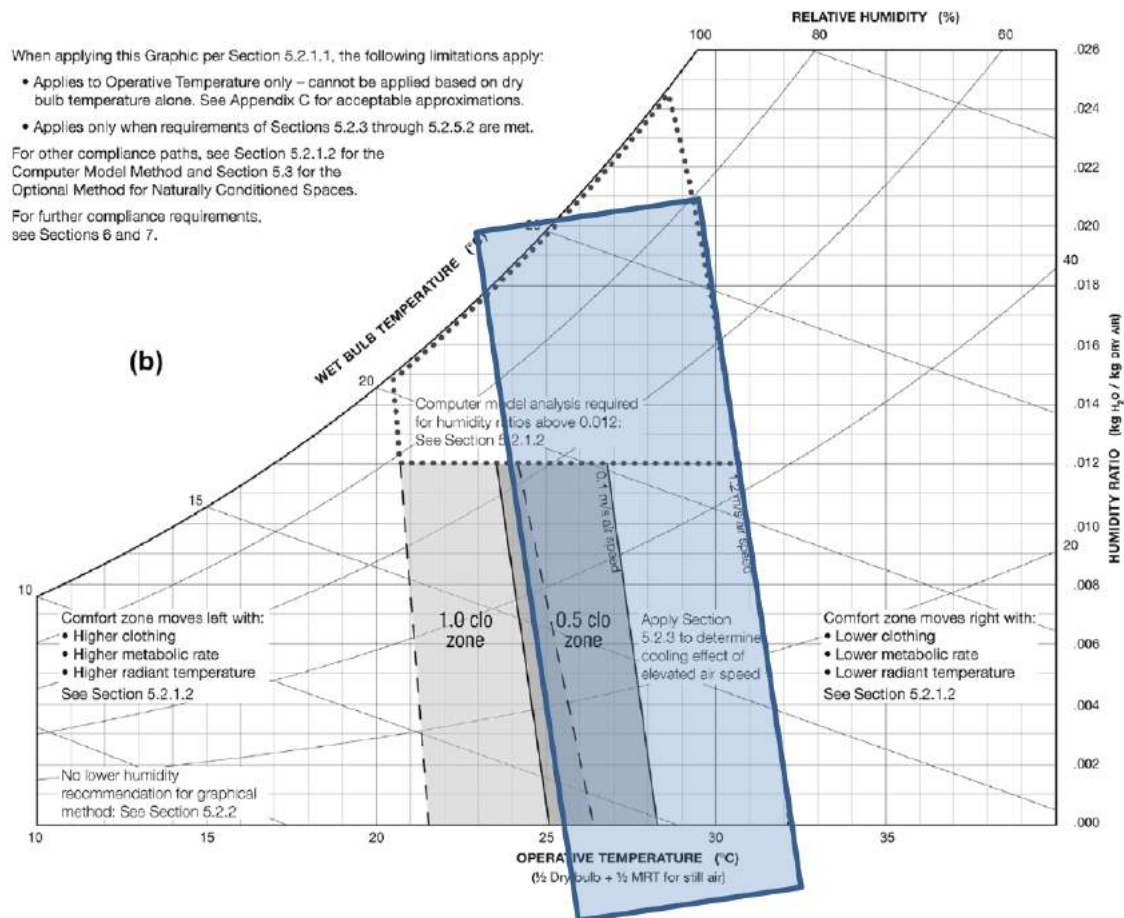 RELATIVE HUMIDITY (%)
100
80
60
When applying this Graphic per Section 5.2.1.1, the following limitations apply:
• Applies to Operative Temperature only – cannot be applied based on dry
bulb temperature alone. See Appendix C for acceptable approximations.
• Applies only when requirements of Sections 5.2.3 through 5.2.5.2 are met.
For other compliance paths, see Section 5.2.1.2 for the
Computer Model Method and Section 5.3 for the
Optional Method for Naturally Conditioned Spaces.
For further compliance requirements,
see Sections 6 and 7.
.026
.024
.022
.020
.018
.016
.014
.012
.010
.008
.006
.004
.002
.000
40
20
HUMIDITY RATIO (kg H2O / kg DRY AIR)
(b)
WET BULB TEMPERATURE (°C)
25
20
15
10
Computer model analysis required
for humidity ratios above 0.012:
See Section 5.2.1.2
0.1 m/s air speed
1.2 m/s air speed
Comfort zone moves left with:
• Higher clothing
• Higher metabolic rate
• Higher radiant temperature
See Section 5.2.1.2
1.0 clo
zone
0.5 clo
zone
Apply Section
5.2.3 to determine
cooling effect of
elevated air speed
Comfort zone moves right with:
• Lower clothing
• Lower metabolic rate
• Lower radiant temperature
See Section 5.2.1.2
No lower humidity
recommendation for graphical
method: See Section 5.2.2
10
15
20
25
30
35
OPERATIVE TEMPERATURE (°C)
(½ Dry bulb + ½ MRT for still air)